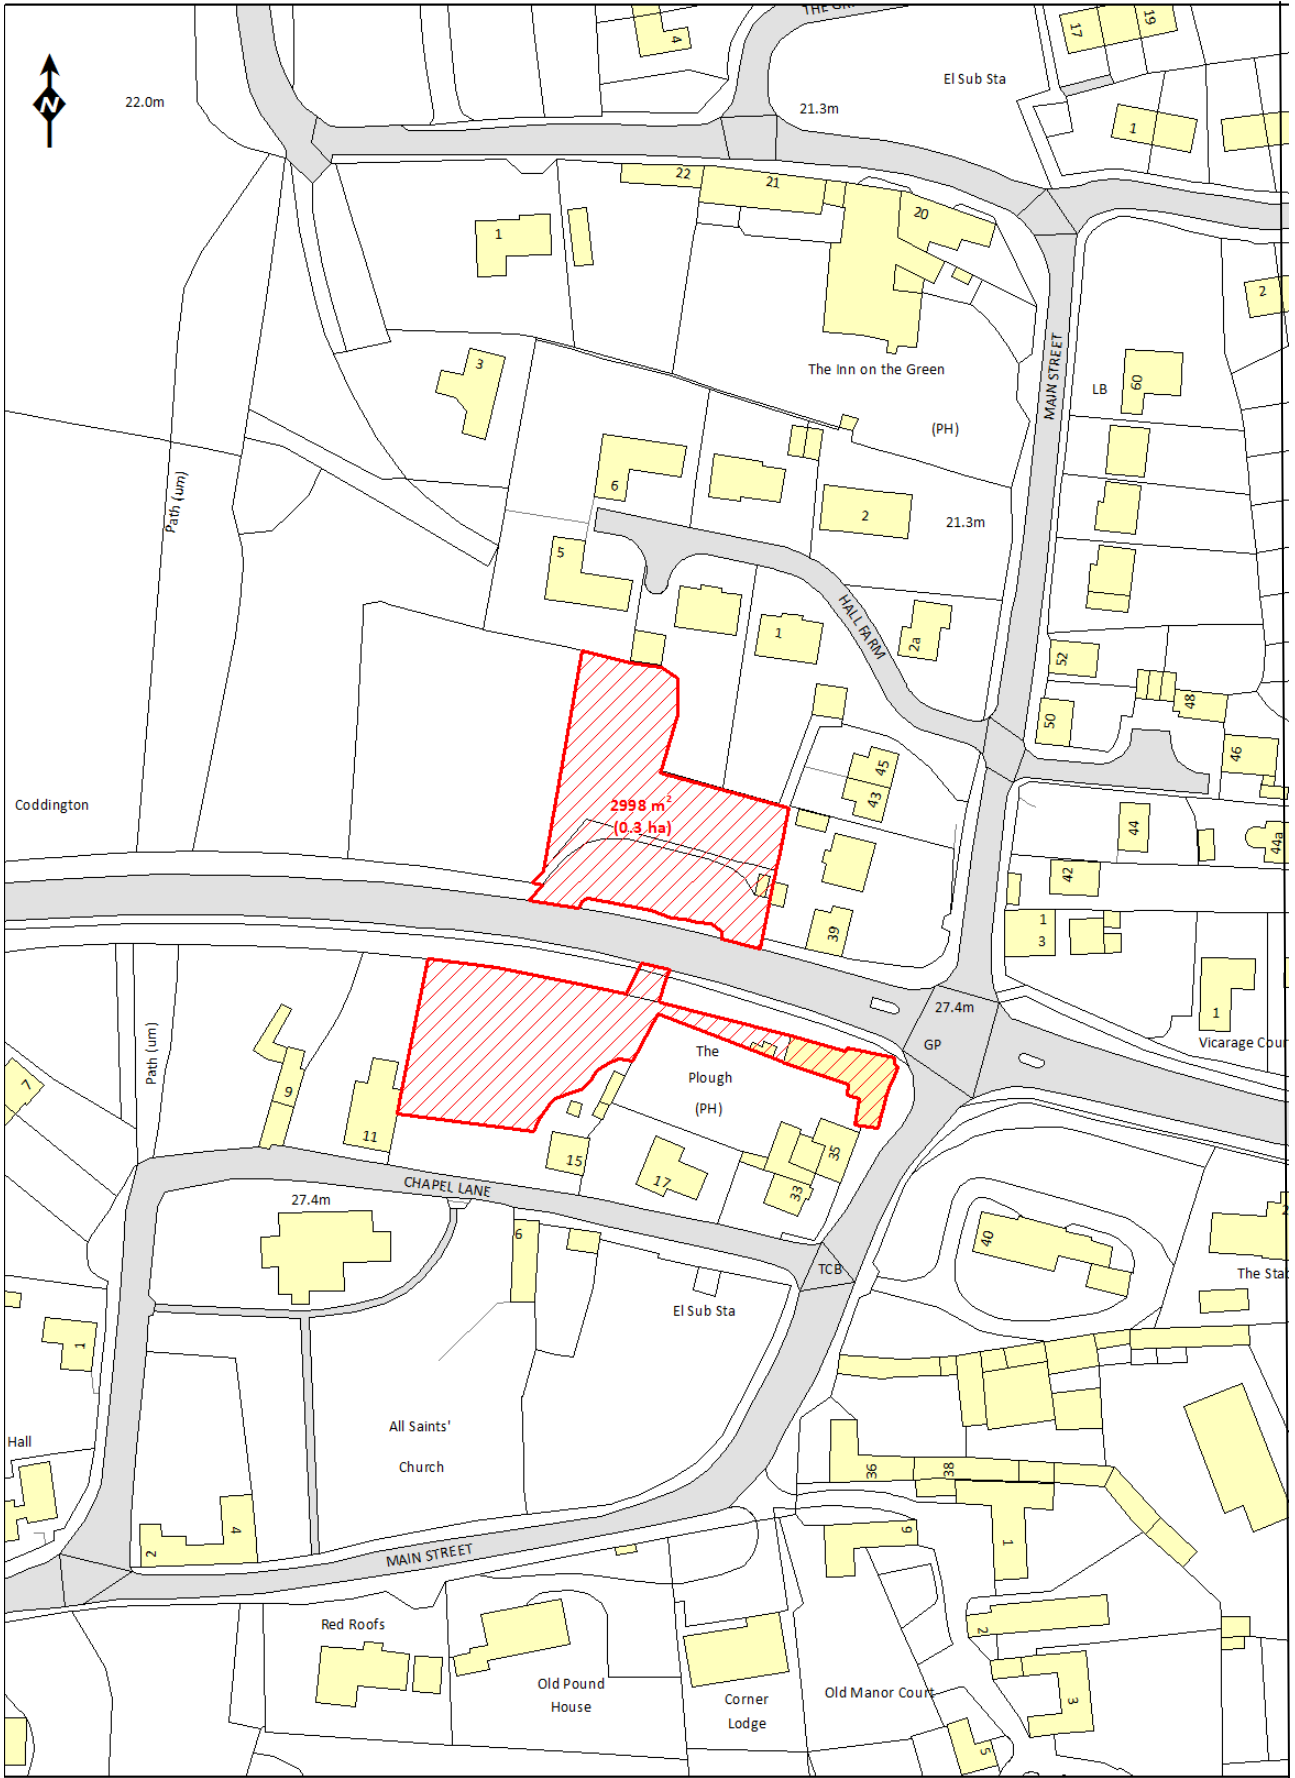 4
17
19
N
22.0m
El Sub Sta
21.3m
1
22
21
20
1
2
3
The Inn on the Green
MAIN STREET
LB
60
(PH)
6
Path (um)
2
21.3m
5
HALL FARM
1
2a
52
50
48
46
45
43
2998 m²
(0.3 ha)
Coddington
44
44a
42
39
1
3
27.4m
GP
1
Vicarage Cour
The
Plough
(PH)
Path (um)
7
9
11
15
17
35
33
CHAPEL LANE
27.4m
6
TCB
40
2
The Sta
El Sub Sta
1
All Saints'
Church
Hall
36
38
4
2
MAIN STREET
9
1
Red Roofs
2
Old Pound
House
Corner
Lodge
Old Manor Court
3
5